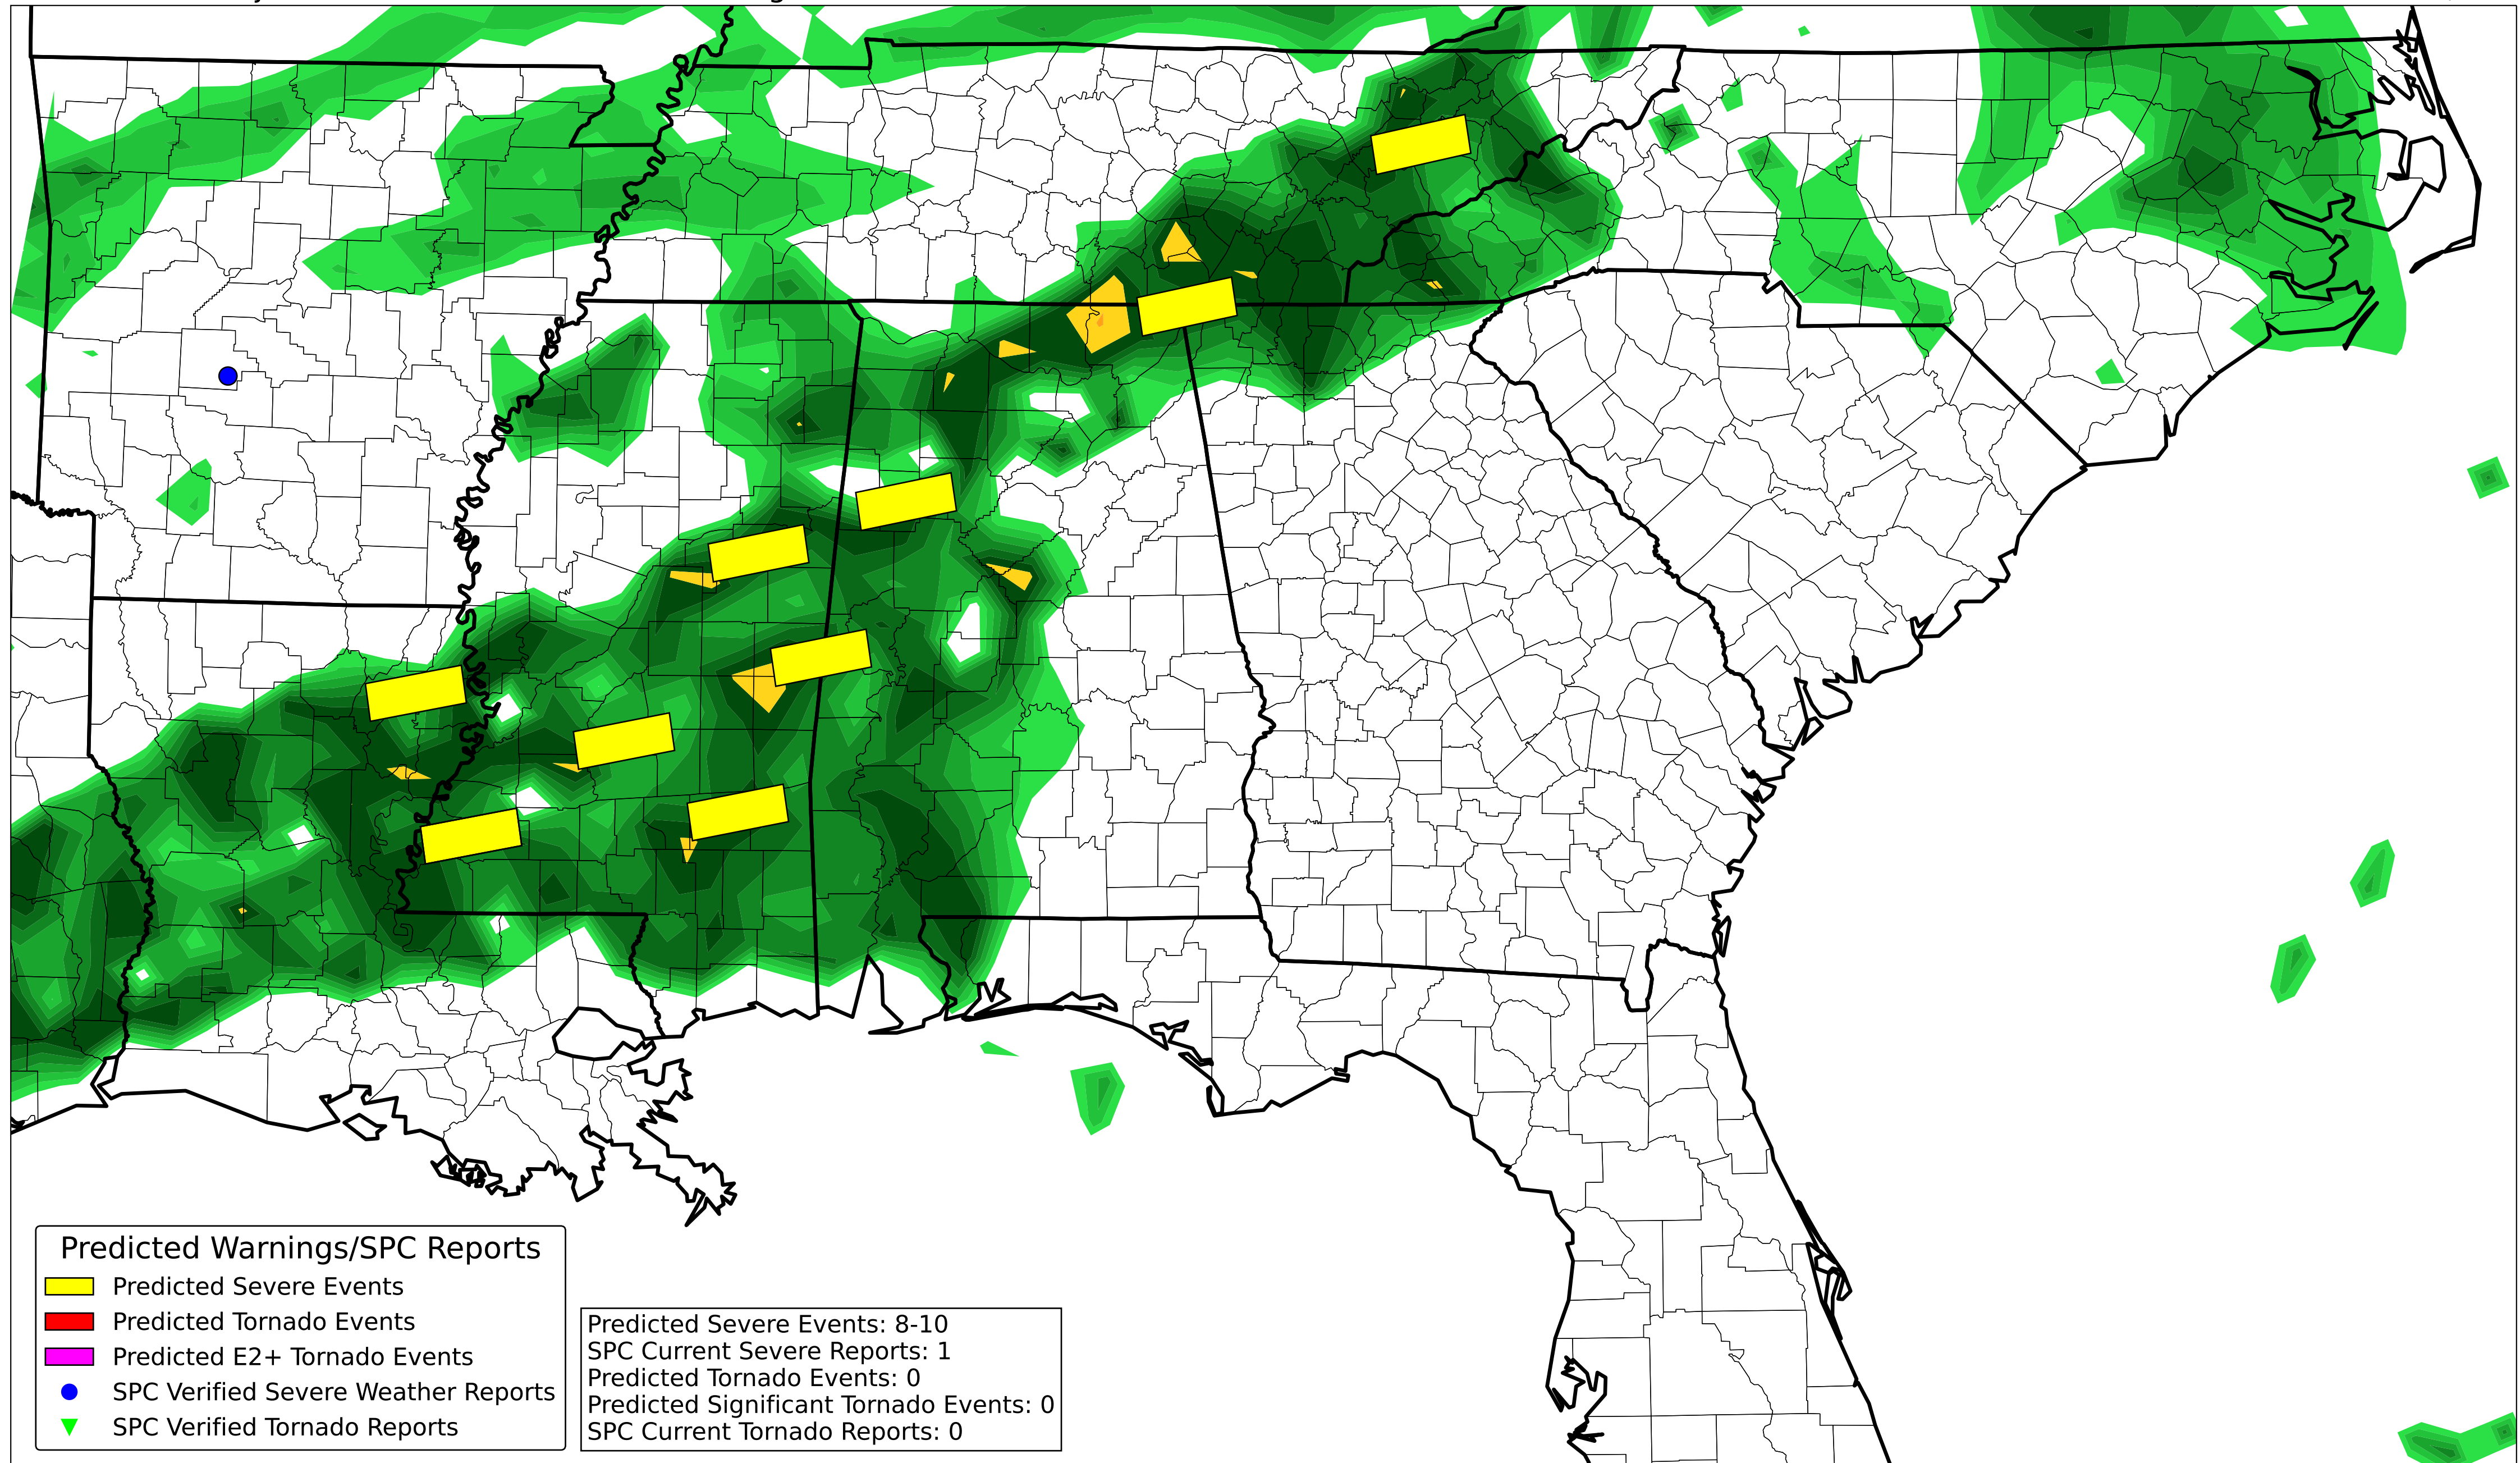 Predicted Warnings/SPC Reports
Predicted Severe Events
Predicted Tornado Events
Predicted E2+ Tornado Events
SPC Verified Severe Weather Reports
SPC Verified Tornado Reports
Predicted Severe Events: 8-10
SPC Current Severe Reports: 1
Predicted Tornado Events: 0
Predicted Significant Tornado Events: 0
SPC Current Tornado Reports: 0